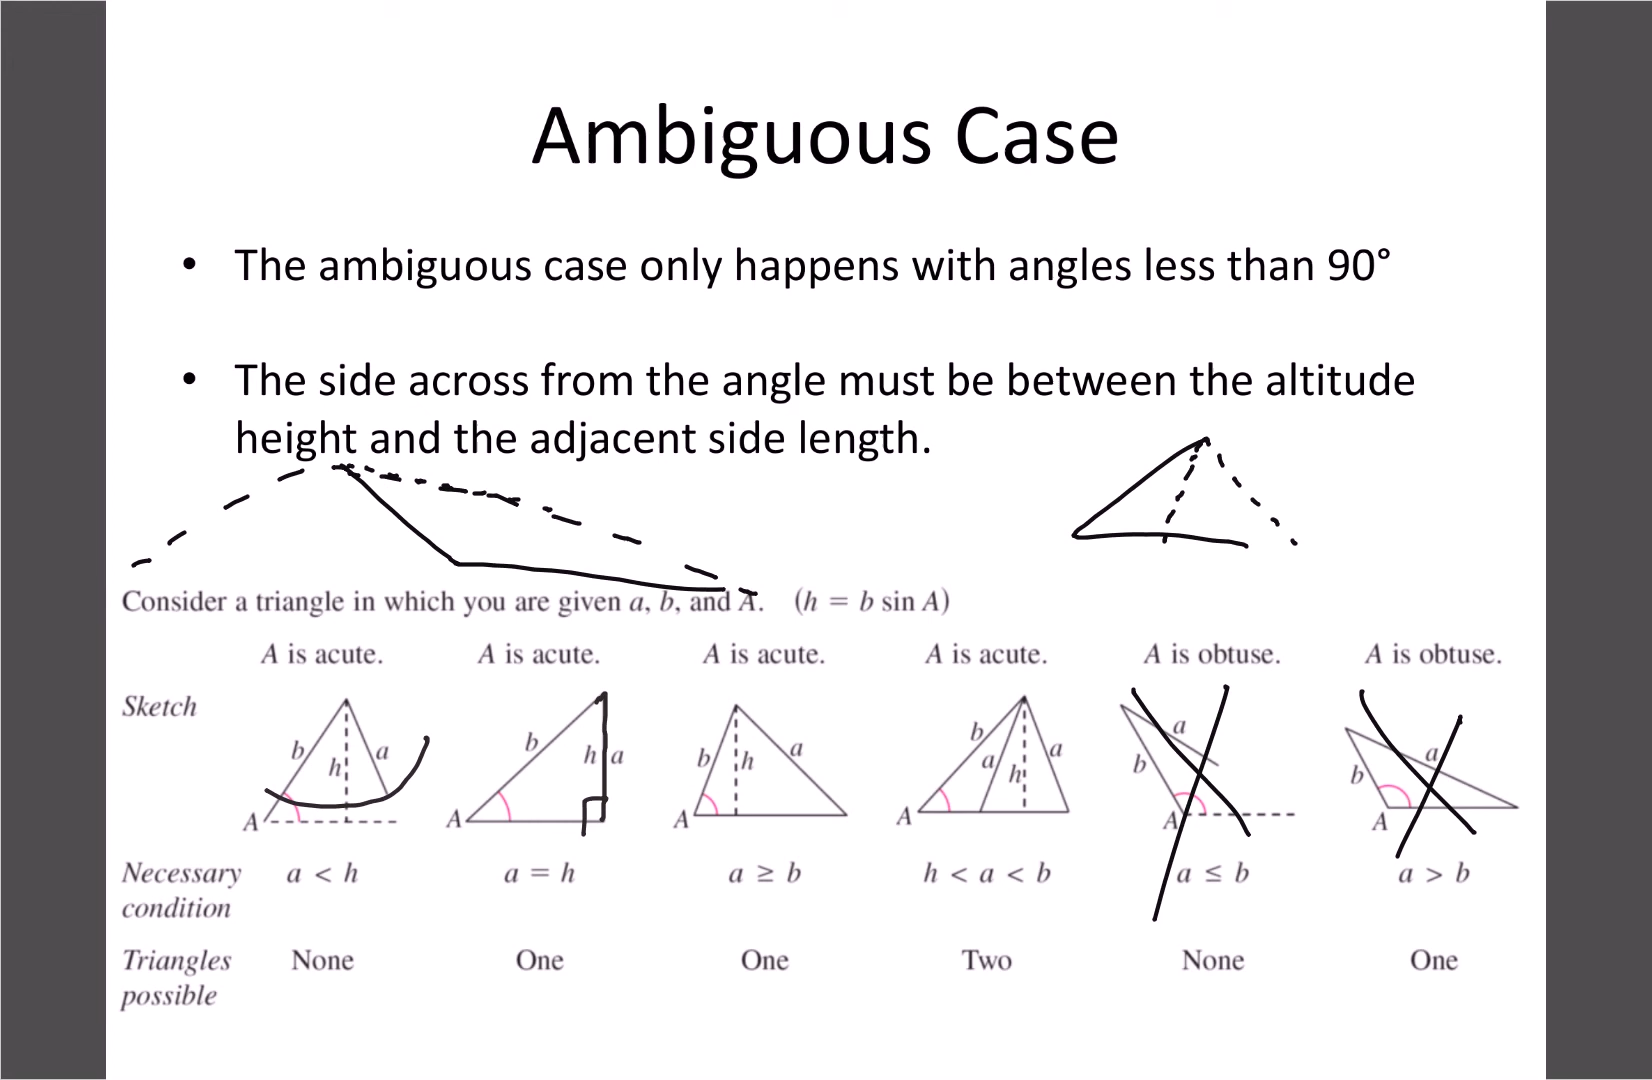 Ambiguous Case
• The ambiguous case only happens with angles less than 90°
• The side across from the angle must be between the altitude
height and the adjacent side length.
Consider a triangle in which you are given a, b, and A. (h = b sin A)
A is acute. A is acute. A is acute. A is acute. A is obtuse. A is obtuse.
Sketch
b h a A
b h a A
b h a A
b a h a A
a b A
a b A
Necessary a < h a = h a ≥ b h < a < b a ≤ b a > b
condition
Triangles None One One Two None One
possible